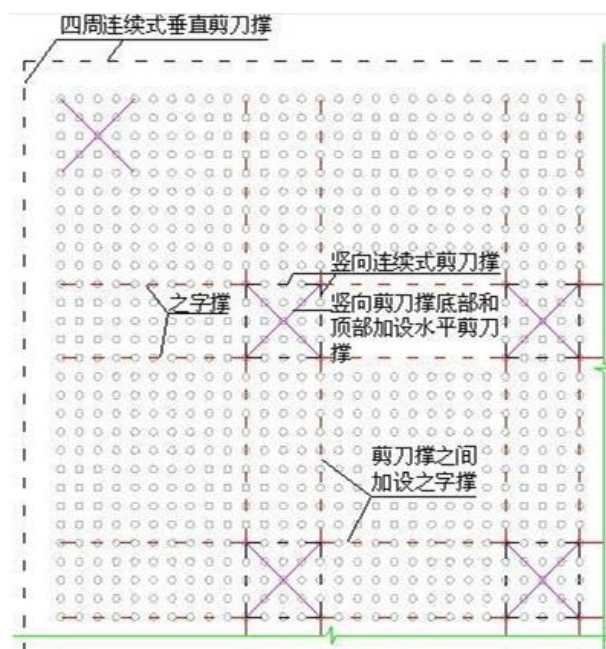 四周连续式垂直剪刀撑
竖向连续式剪刀撑
之字撑
竖向剪刀撑底部和
顶部加设水平剪刀
撑
剪刀撑之间
加设之字撑